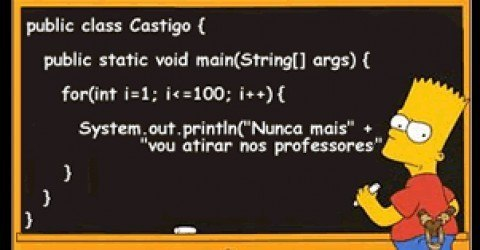 public class Castigo {
public static void main(String[] args) {
for(int i=1; i<=100; i++) {
System.out.println("Nunca mais" +
"vou atirar nos professores"
}
}
}